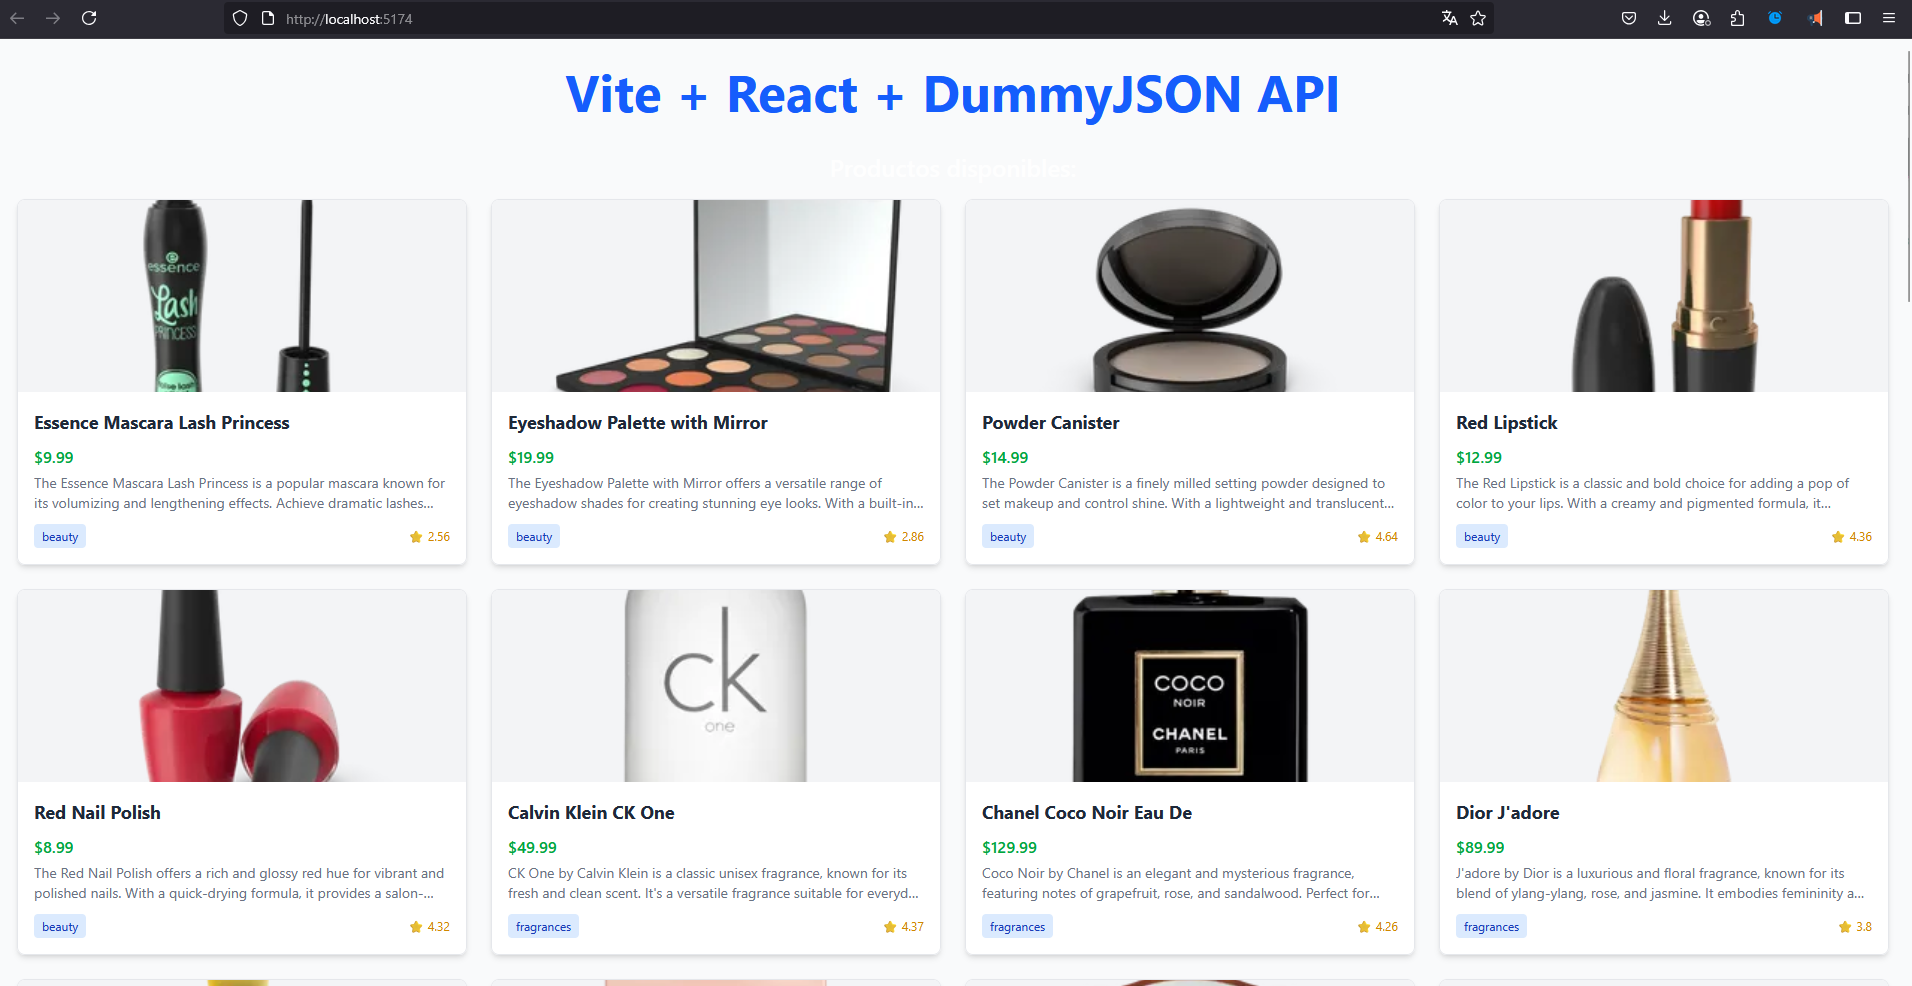 http://localhost:5174
Vite + React + DummyJSON API
Productos disponibles:
essence
Lash
PRINCESS
false lash
Essence Mascara Lash Princess
$9.99
The Essence Mascara Lash Princess is a popular mascara known for
its volumizing and lengthening effects. Achieve dramatic lashes...
beauty
2.56
Eyeshadow Palette with Mirror
$19.99
The Eyeshadow Palette with Mirror offers a versatile range of
eyeshadow shades for creating stunning eye looks. With a built-in...
beauty
2.86
Powder Canister
$14.99
The Powder Canister is a finely milled setting powder designed to
set makeup and control shine. With a lightweight and translucent...
beauty
4.64
Red Lipstick
$12.99
The Red Lipstick is a classic and bold choice for adding a pop of
color to your lips. With a creamy and pigmented formula, it...
beauty
4.36
Red Nail Polish
$8.99
The Red Nail Polish offers a rich and glossy red hue for vibrant and
polished nails. With a quick-drying formula, it provides a salon-...
beauty
4.32
ck
one
Calvin Klein CK One
$49.99
CK One by Calvin Klein is a classic unisex fragrance, known for its
fresh and clean scent. It's a versatile fragrance suitable for everyd...
fragrances
4.37
COCO
NOIR
CHANEL
PARIS
Chanel Coco Noir Eau De
$129.99
Coco Noir by Chanel is an elegant and mysterious fragrance,
featuring notes of grapefruit, rose, and sandalwood. Perfect for...
fragrances
4.26
Dior J'adore
$89.99
J'adore by Dior is a luxurious and floral fragrance, known for its
blend of ylang-ylang, rose, and jasmine. It embodies femininity a...
fragrances
3.8